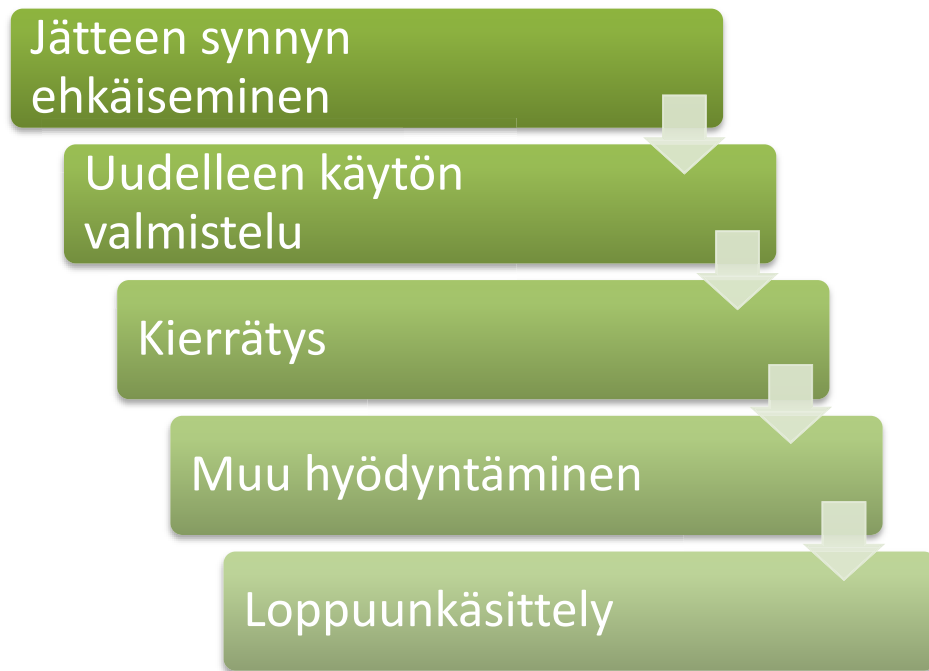 Jätteen synnyn
ehkäiseminen
Uudelleen käytön
valmistelu
Kierrätys
Muu hyödyntäminen
Loppuunkäsittely